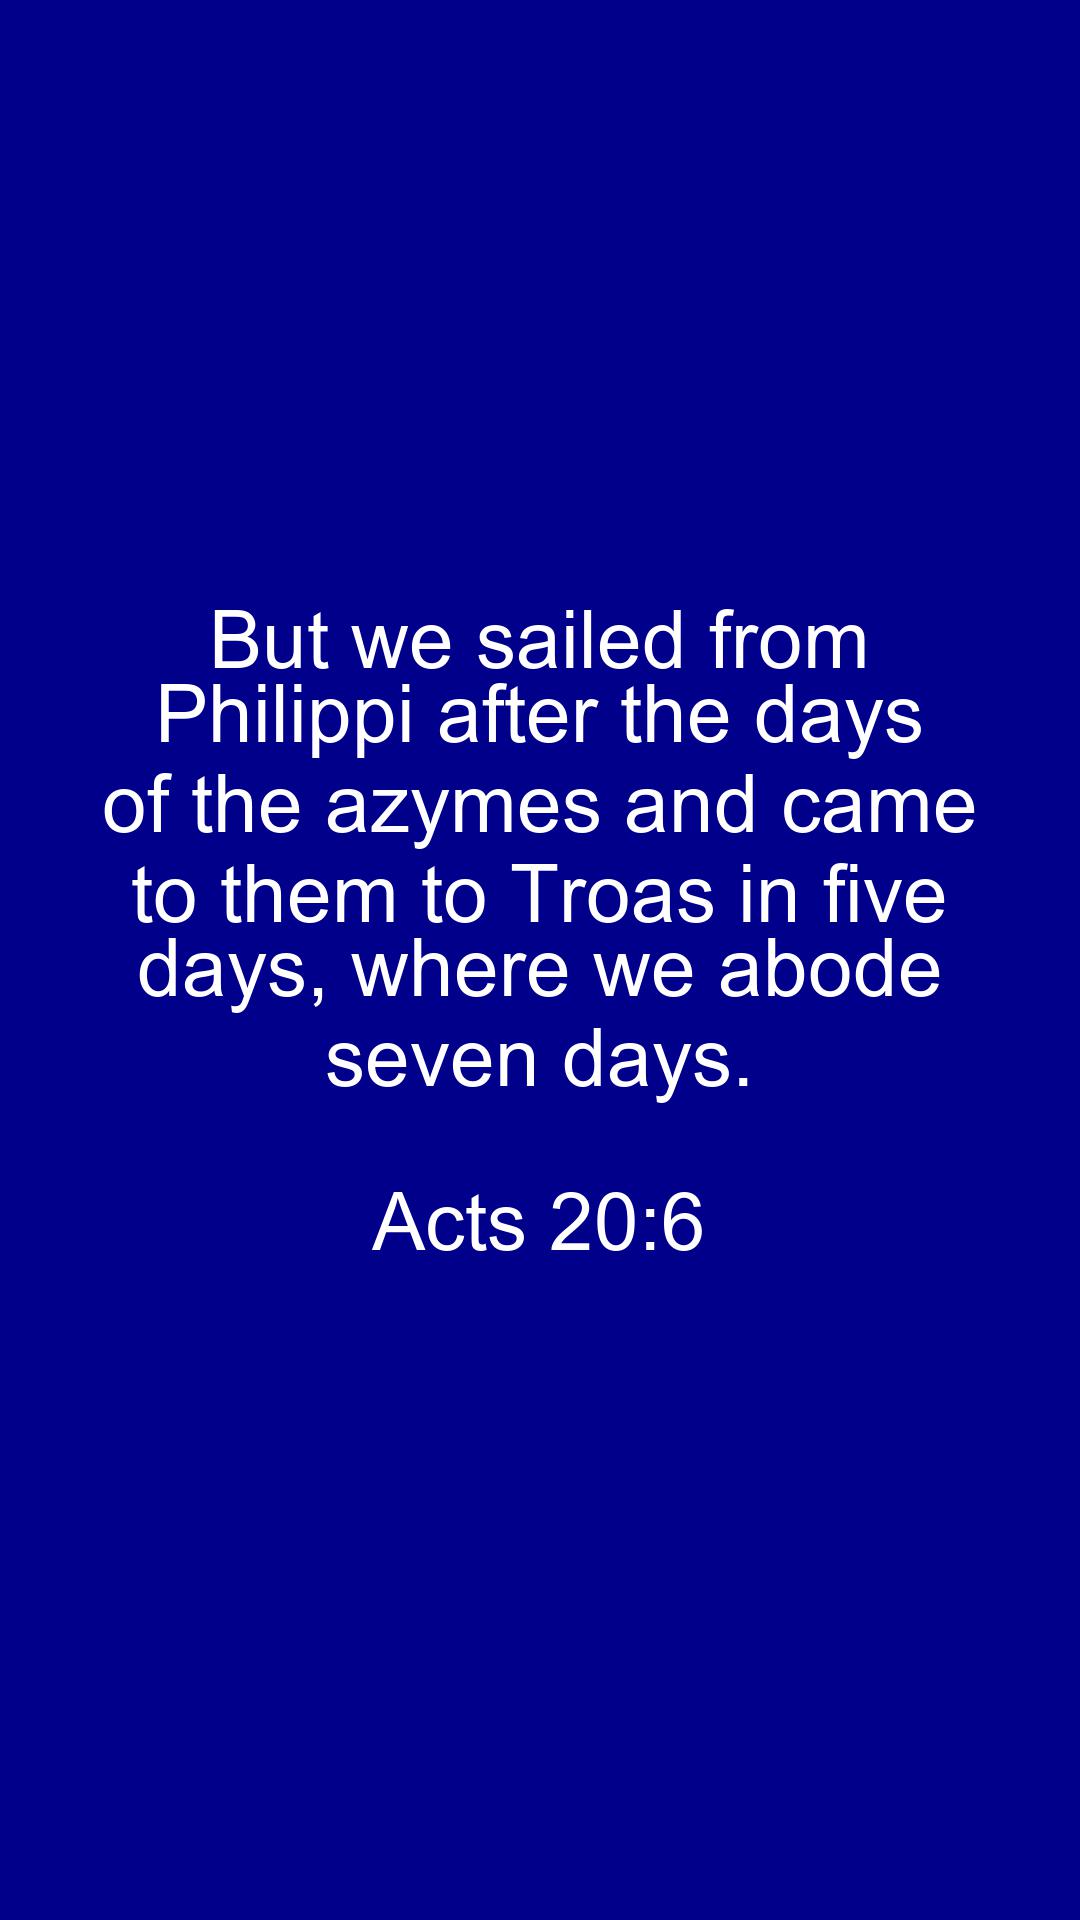 But we sailed from
Philippi after the days
of the azymes and came
to them to Troas in five
days, where we abode
seven days.
Acts 20:6